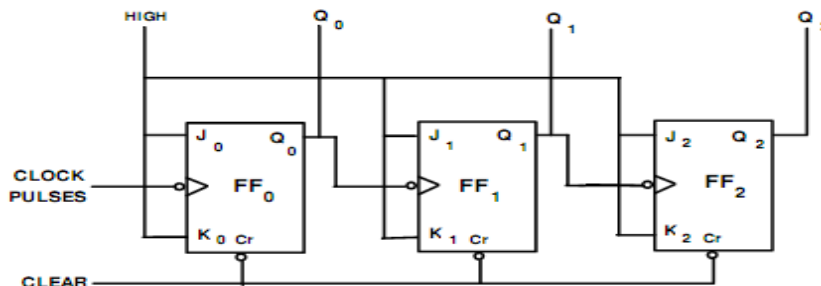 HIGH Q0 Q1 Q
J0 Q0 J1 Q1 J2 Q2
CLOCK PULSES FF0 FF1 FF2
K0 Cr K1 Cr K2 Cr
CLEAR